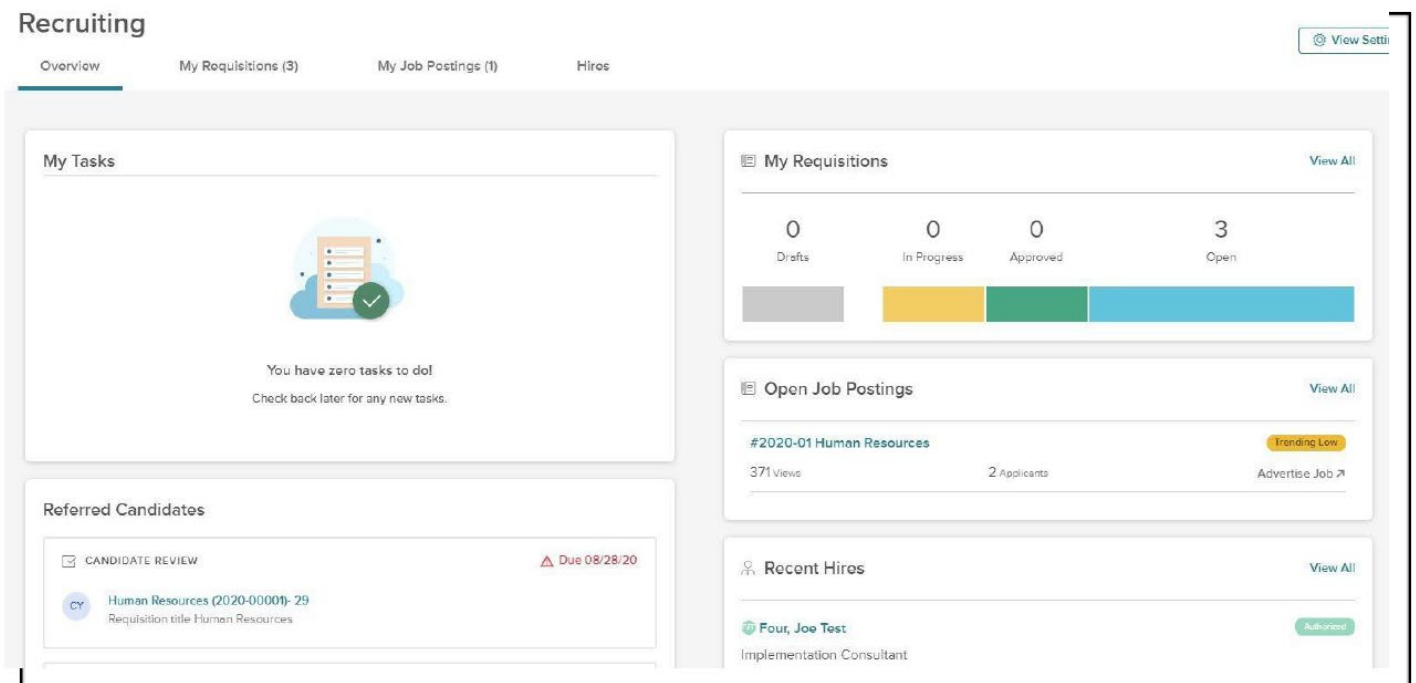 Recruiting
View Setti
Overview
My Requisitions (3)
My Job Postings (1)
Hires
My Tasks
You have zero tasks to do!
Check back later for any new tasks.
Referred Candidates
CANDIDATE REVIEW
Due 08/28/20
CY
Human Resources (2020-00001)- 29
Requisition title Human Resources
My Requisitions
View All
0
Drafts
0
In Progress
0
Approved
3
Open
Open Job Postings
View All
#2020-01 Human Resources
Trending Low
371 Views
2 Applicants
Advertise Job
Recent Hires
View All
Four, Joe Test
Authorized
Implementation Consultant